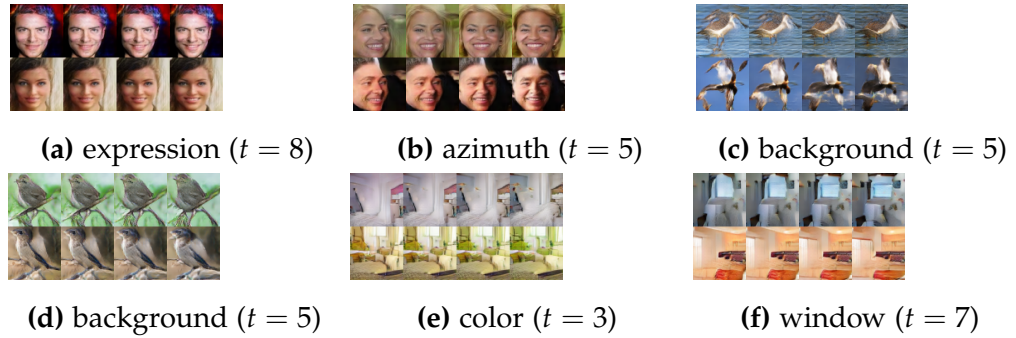 (a) expression (t = 8)
(b) azimuth (t = 5)
(c) background (t = 5)
(d) background (t = 5)
(e) color (t = 3)
(f) window (t = 7)